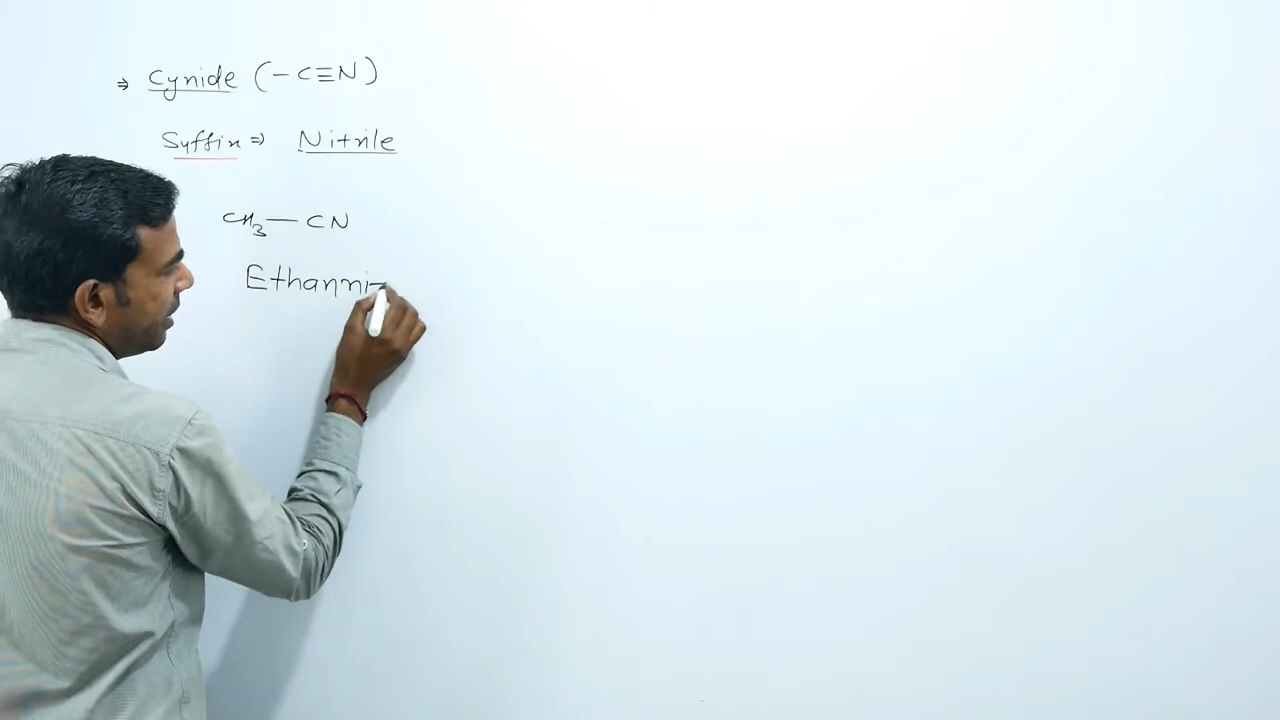 ⇒ Cynide (-C≡N)
Suffix ⇒ Nitrile
CH₃—CN
Ethanni